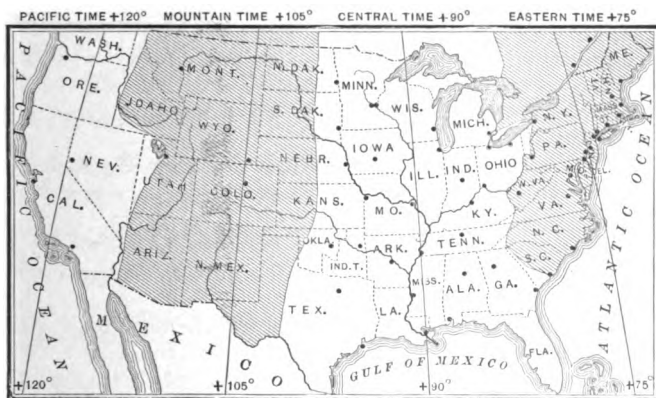 PACIFIC TIME +120° MOUNTAIN TIME +105° CENTRAL TIME +90° EASTERN TIME +75°
WASH.
MONT.
N. DAK.
MINN.
ME.
ORE.
IDAHO
S. DAK.
WIS.
MICH.
N.Y.
VT.
N.H.
MASS.
WYO.
IOWA
PA.
NEV.
NEBR.
ILL.
IND.
OHIO
M.D.
DEL.
UTAH
COLO.
W. VA.
CAL.
KANS.
MO.
KY.
VA.
N. C.
ARIZ.
N. MEX.
OKLA.
IND. T.
ARK.
TENN.
S.C.
TEX.
LA.
MISS.
ALA.
GA.
FLA.
PACIFIC OCEAN
MEXICO
GULF OF MEXICO
ATLANTIC OCEAN
+120° +105° +90° +75°